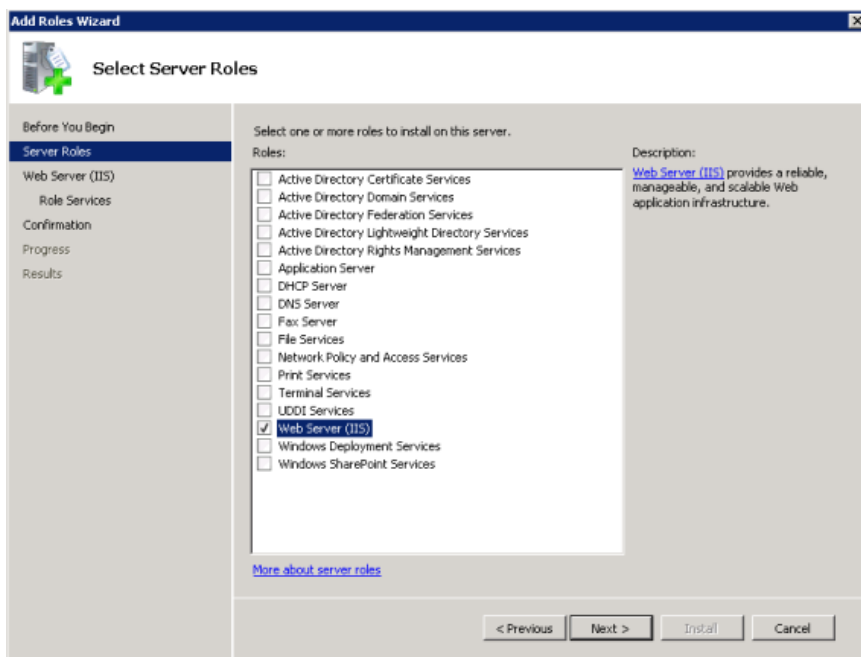 Add Roles Wizard
Select Server Roles
Before You Begin
Server Roles
Web Server (IIS)
Role Services
Confirmation
Progress
Results
Select one or more roles to install on this server.
Roles:
Active Directory Certificate Services
Active Directory Domain Services
Active Directory Federation Services
Active Directory Lightweight Directory Services
Active Directory Rights Management Services
Application Server
DHCP Server
DNS Server
Fax Server
File Services
Network Policy and Access Services
Print Services
Terminal Services
UDDI Services
Web Server (IIS)
Windows Deployment Services
Windows SharePoint Services
More about server roles
Description:
Web Server (IIS) provides a reliable,
manageable, and scalable Web
application infrastructure.
< Previous
Next >
Install
Cancel